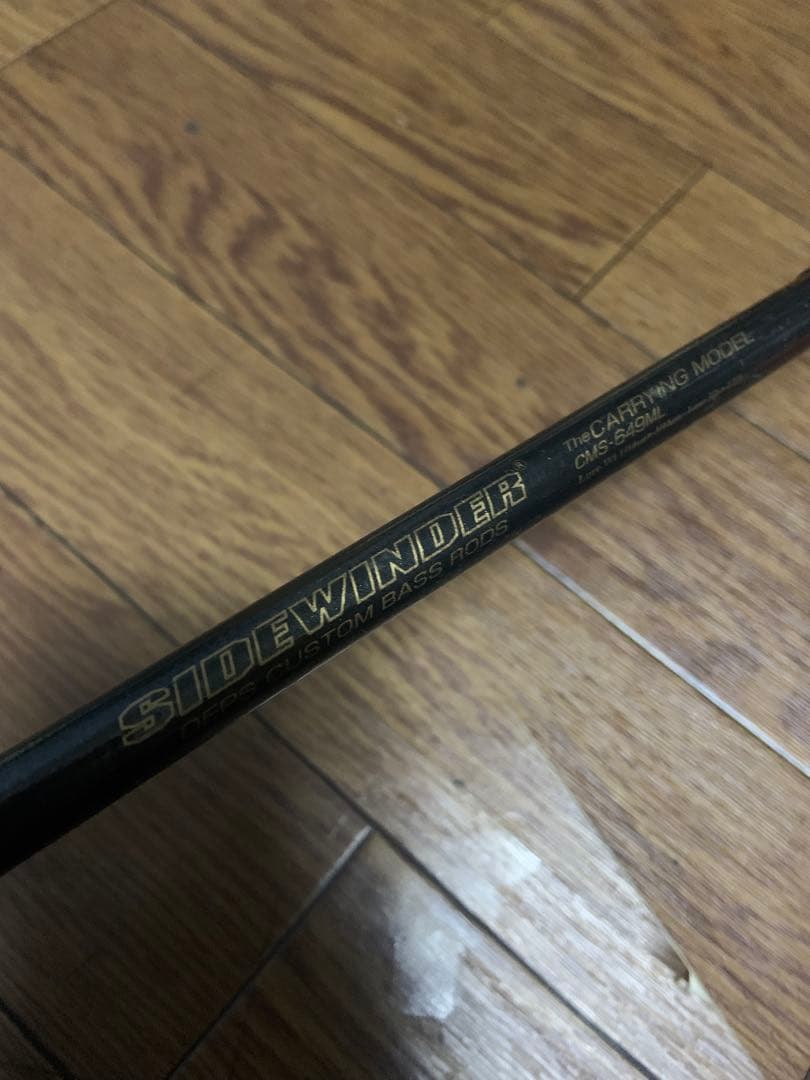 SIDEWINDER®
DEPS CUSTOM BASS RODS
The CARRYING MODEL
CMS-649ML